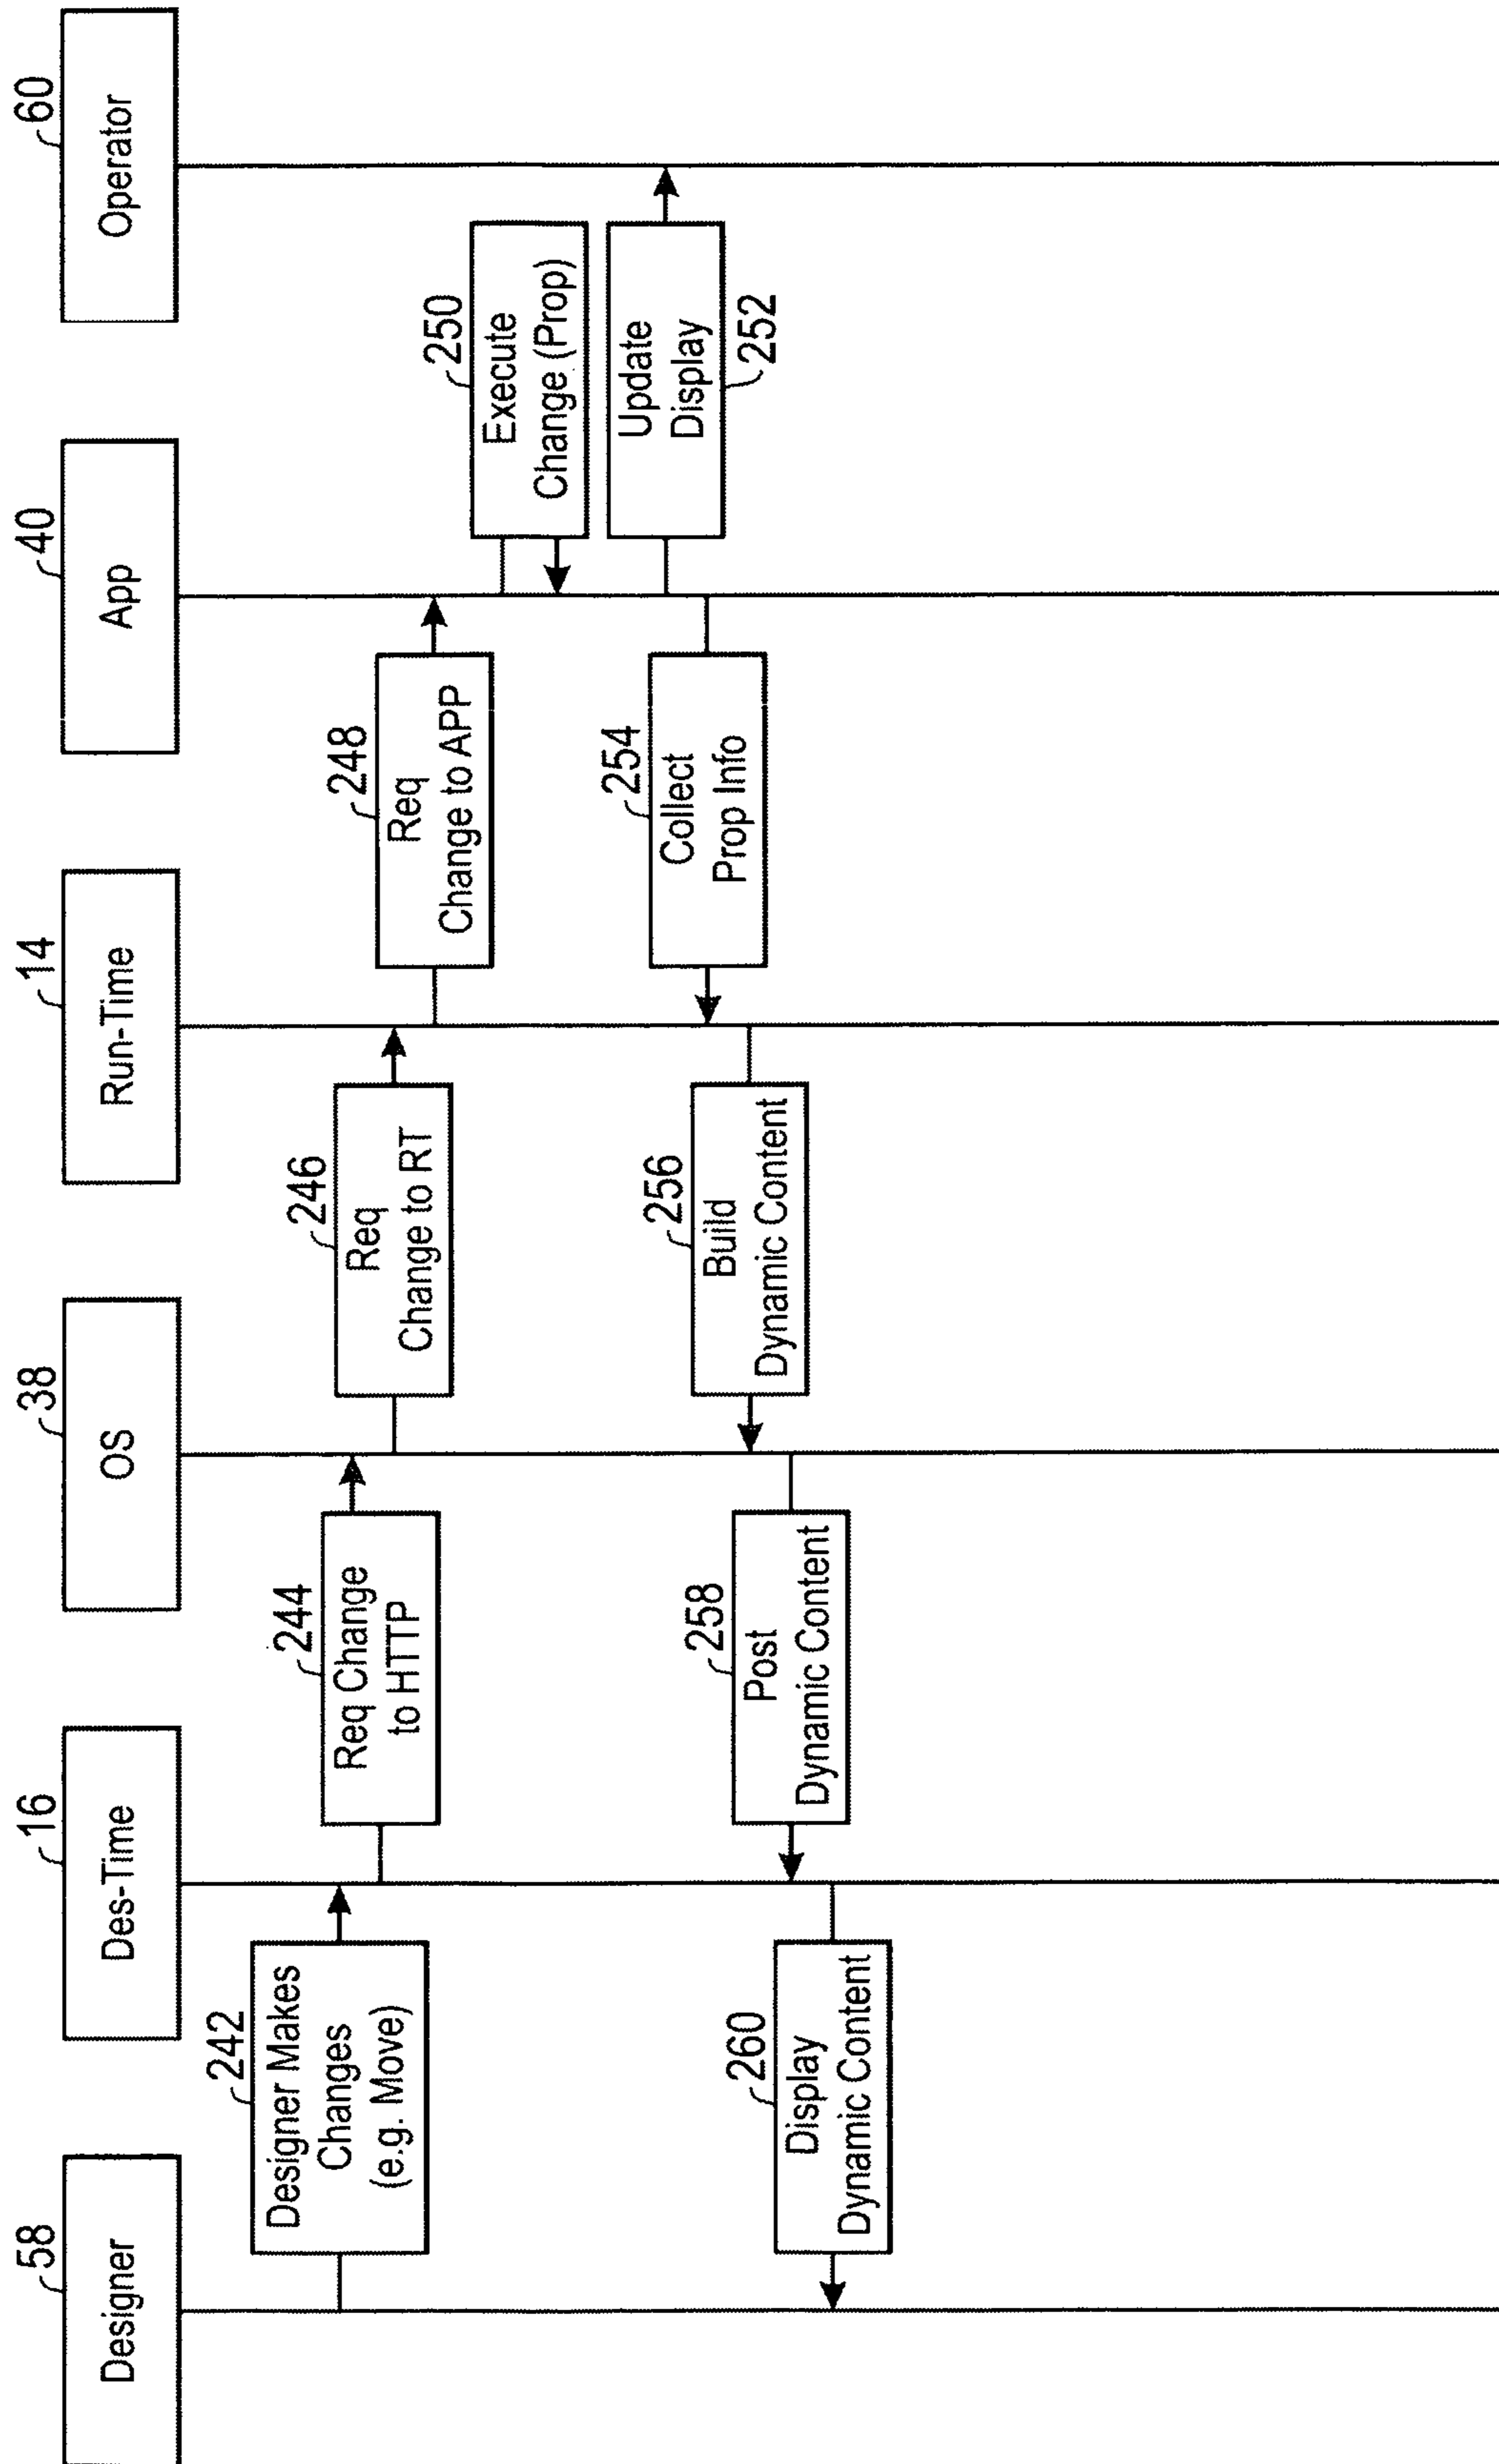 58
Designer
16
Des-Time
38
OS
14
Run-Time
40
App
60
Operator
242
Designer Makes
Changes
(e.g. Move)
244
Req Change
to HTTP
246
Req
Change to RT
248
Req
Change to APP
250
Execute
Change (Prop)
Update
Display
252
254
Collect
Prop Info
256
Build
Dynamic Content
258
Post
Dynamic Content
260
Display
Dynamic Content